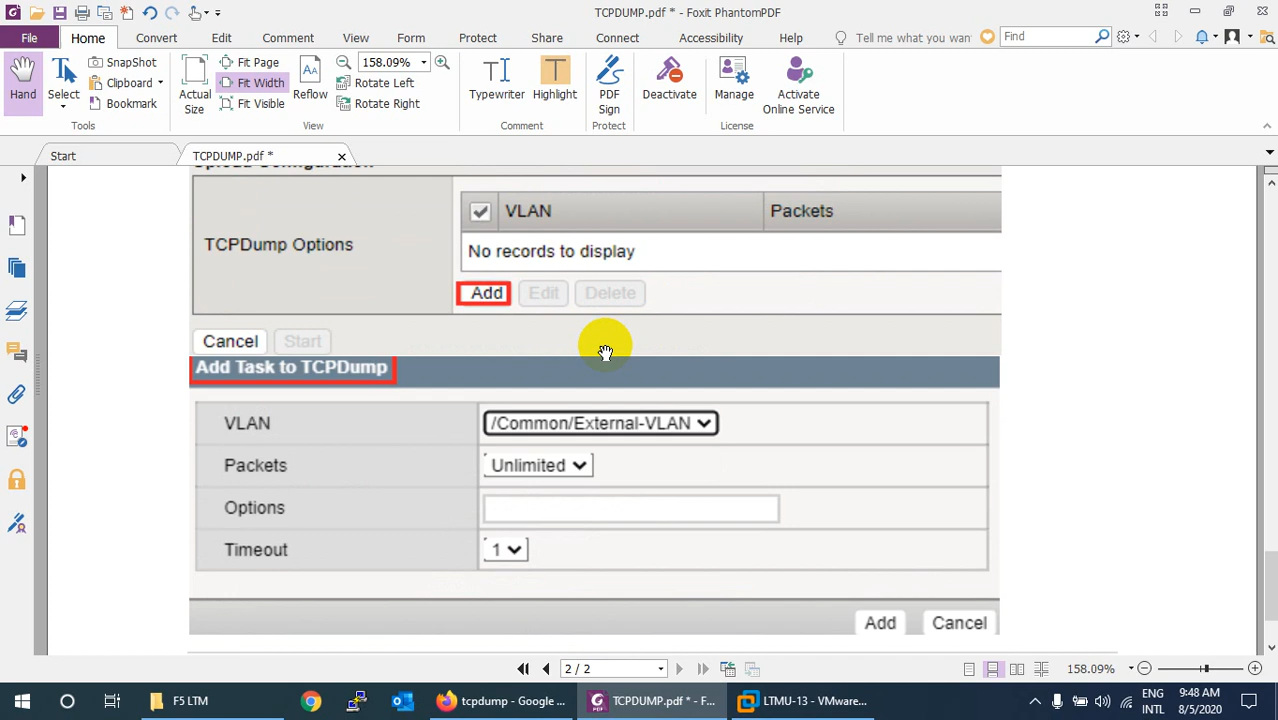 TCPDUMP.pdf * - Foxit PhantomPDF
File Home Convert Edit Comment View Form Protect Share Connect Accessibility Help Tell me what you want Find
Hand
Select
SnapShot
Clipboard
Bookmark
Tools
Actual Size
Fit Page
Fit Width
Fit Visible
Reflow
Rotate Left
Rotate Right
View
Typewriter
Highlight
Comment
PDF Sign
Protect
Deactivate
Manage
Activate Online Service
License
158.09%
Start TCPDUMP.pdf *
TCPDump Options
VLAN Packets
No records to display
Add Edit Delete
Cancel Start
Add Task to TCPDump
VLAN /Common/External-VLAN
Packets Unlimited
Options
Timeout 1
Add Cancel
2 / 2 158.09%
F5 LTM tcpdump - Google ... TCPDUMP.pdf * - F... LTMU-13 - VMware... ENG INTL 9:48 AM 8/5/2020